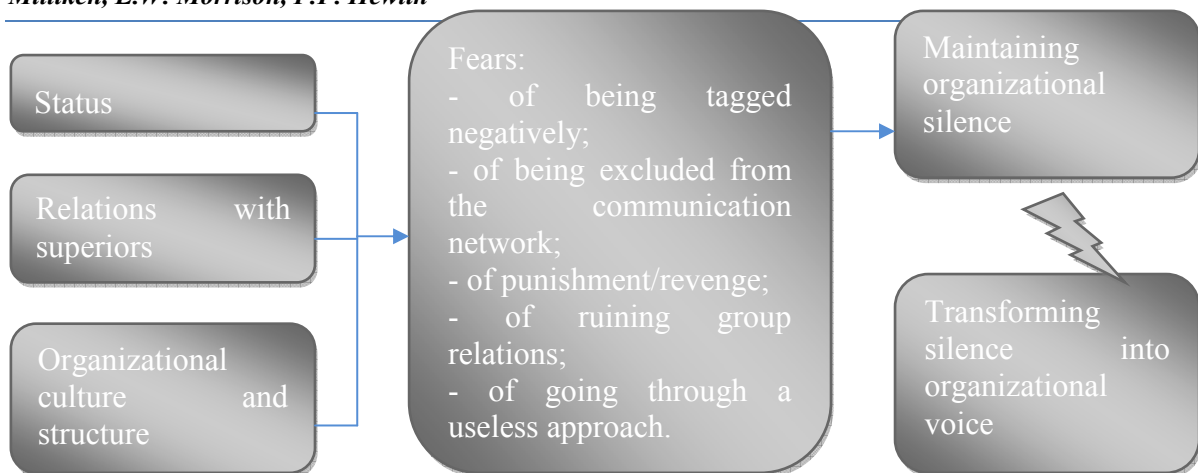 Milliken, E.W. Morrison, P.F. Hewlin
Status
Relations with
superiors
Organizational
culture and
structure
Fears:
- of being tagged
negatively;
- of being excluded from
the communication
network;
- of punishment/revenge;
- of ruining group
relations;
- of going through a
useless approach.
Maintaining
organizational
silence
Transforming
silence into
organizational
voice